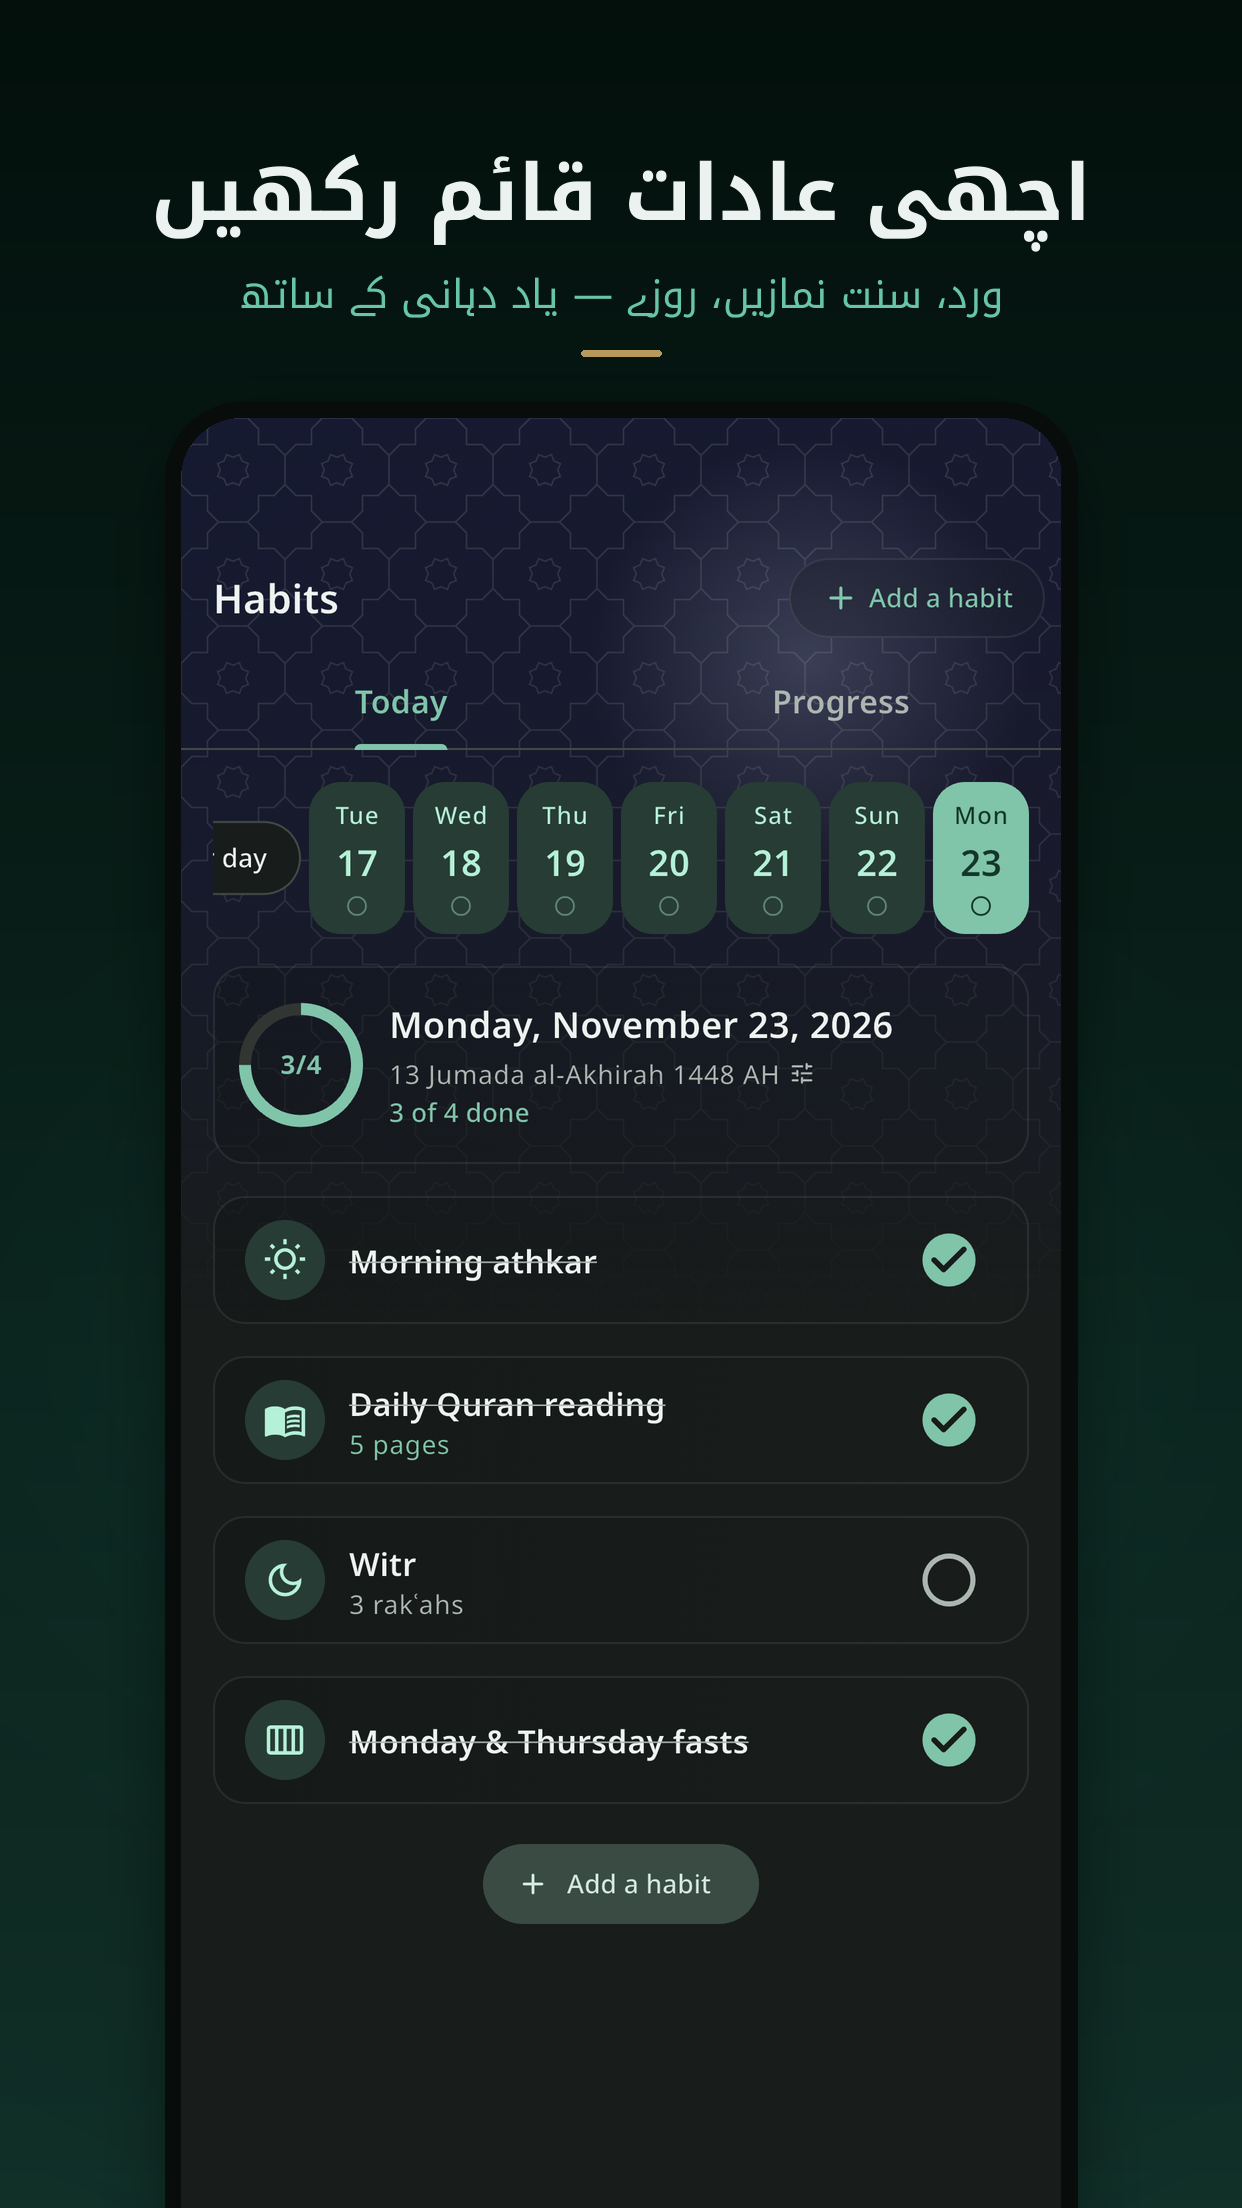 اچھی عادات قائم رکھیں
ورد، سنت نمازیں، روزے — یاد دہانی کے ساتھ
Habits
+ Add a habit
Today
Progress
day
Tue
17
Wed
18
Thu
19
Fri
20
Sat
21
Sun
22
Mon
23
3/4
Monday, November 23, 2026
13 Jumada al-Akhirah 1448 AH
3 of 4 done
Morning athkar
Daily Quran reading
5 pages
Witr
3 rakʿahs
Monday & Thursday fasts
+ Add a habit